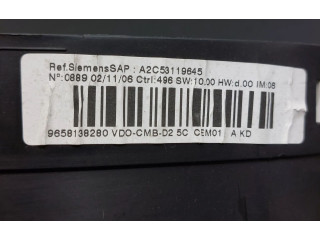 Ref.SiemensSAP : A2C53119645
N°:0889 02/11/06 Ctrl:496 SW:10.00 HW:d.00 IM:05
9658138280 VDO-CMB-D2 5C CEM01 A KD